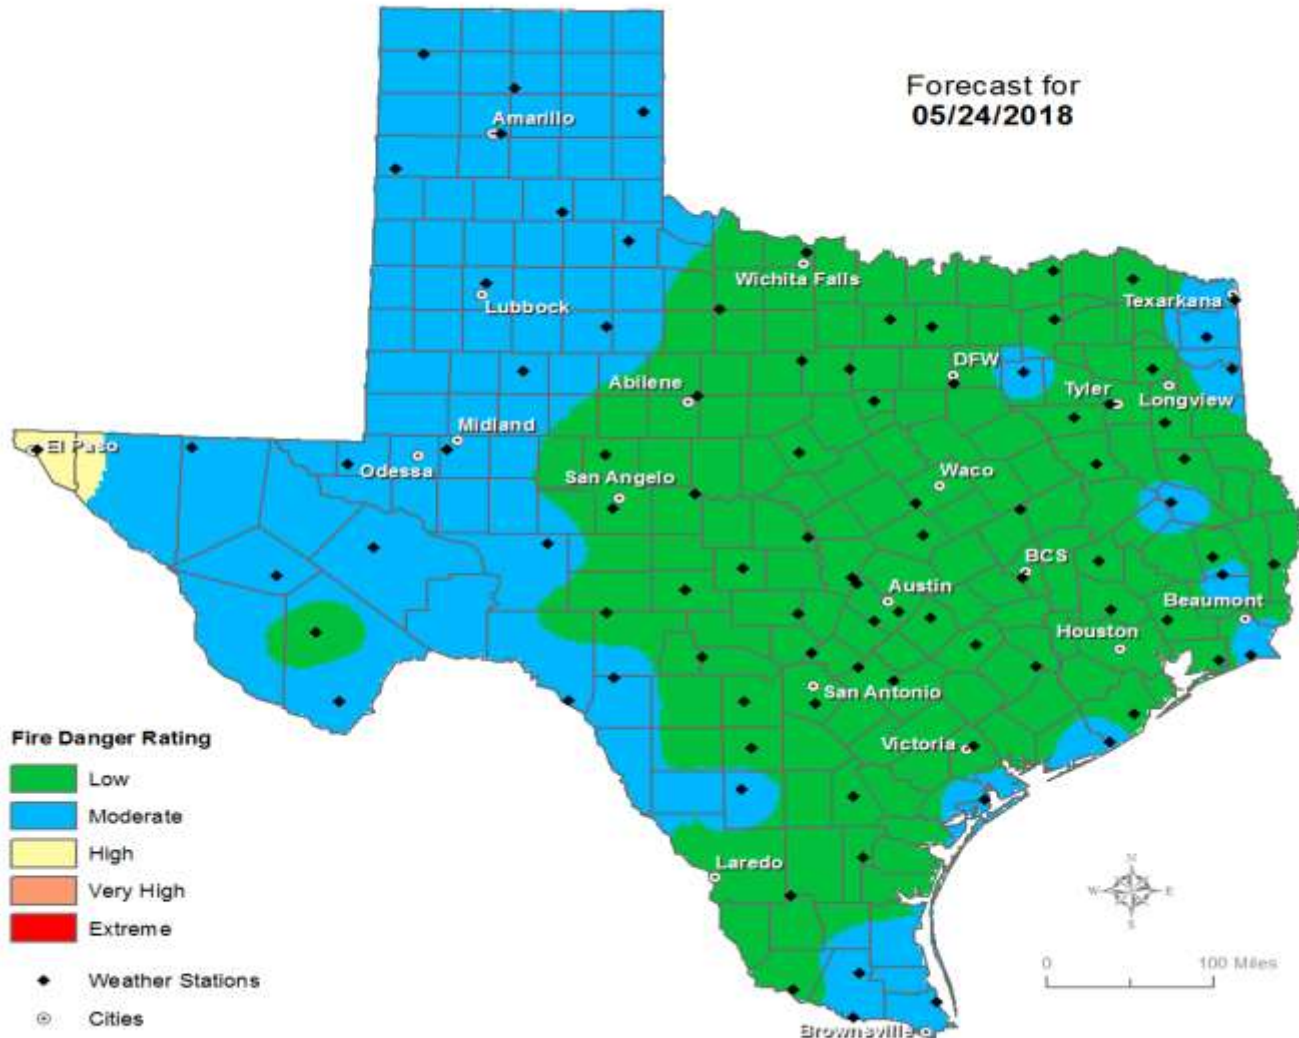 Forecast for
05/24/2018
Amarillo
Wichita Falls
Lubbock
Texarkana
DFW
Abilene
Tyler
Longview
Midland
El Paso
Odessa
San Angelo
Waco
BCS
Austin
Beaumont
Houston
San Antonio
Victoria
Laredo
Brownsville
Fire Danger Rating
Low
Moderate
High
Very High
Extreme
Weather Stations
Cities
N
W E
S
0 100 Miles